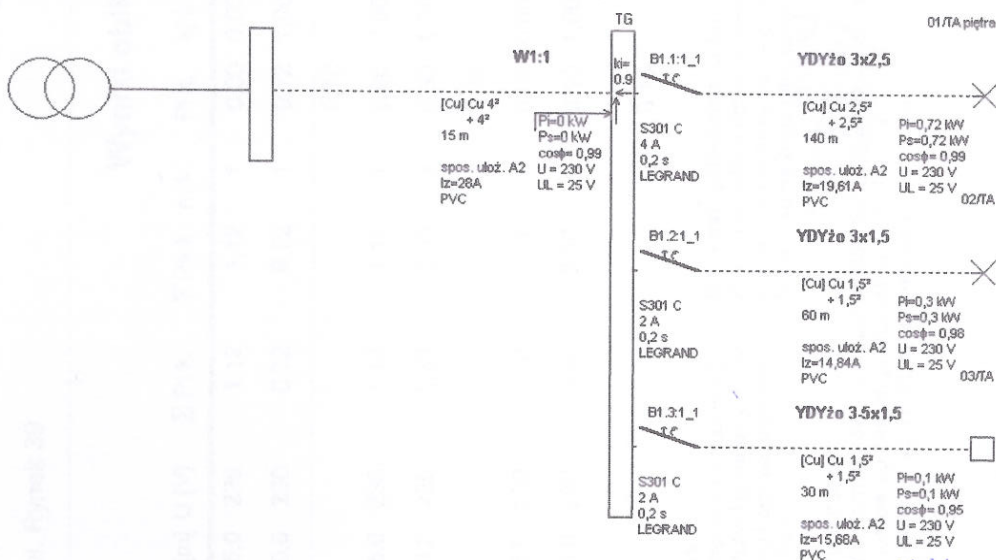 TG
01/TA piętra
W1:1
ki=
0.9
[Cu] Cu 4²
+ 4²
15 m
spos. ułoż. A2
Iz=28A
PVC
Pi=0 kW
Ps=0 kW
cosϕ= 0,99
U = 230 V
UL = 25 V
B1.1:1_1
YDYżo 3x2,5
S301 C
4 A
0,2 s
LEGRAND
[Cu] Cu 2,5²
+ 2,5²
140 m
spos. ułoż. A2
Iz=19,61A
PVC
Pi=0,72 kW
Ps=0,72 kW
cosϕ= 0,99
U = 230 V
UL = 25 V
02/TA
B1.2:1_1
YDYżo 3x1,5
S301 C
2 A
0,2 s
LEGRAND
[Cu] Cu 1,5²
+ 1,5²
60 m
spos. ułoż. A2
Iz=14,84A
PVC
Pi=0,3 kW
Ps=0,3 kW
cosϕ= 0,98
U = 230 V
UL = 25 V
03/TA
B1.3:1_1
YDYżo 3-5x1,5
S301 C
2 A
0,2 s
LEGRAND
[Cu] Cu 1,5²
+ 1,5²
30 m
spos. ułoż. A2
Iz=15,68A
PVC
Pi=0,1 kW
Ps=0,1 kW
cosϕ= 0,95
U = 230 V
UL = 25 V